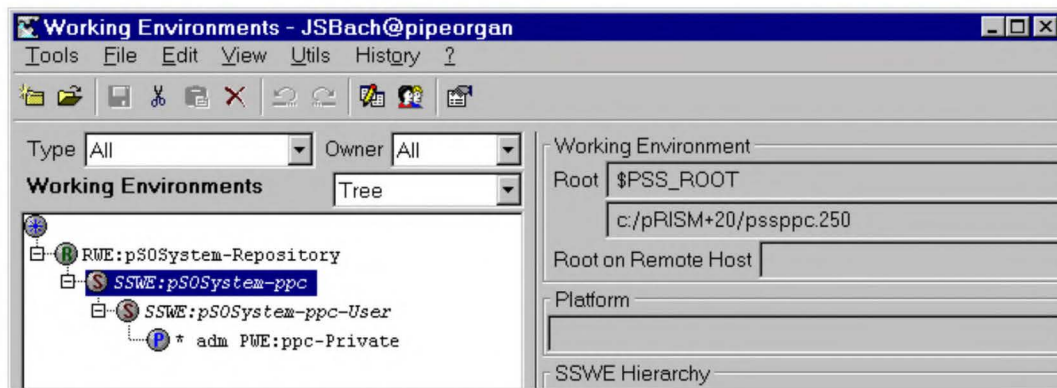 Working Environments - JSBach@pipeorgan
Tools File Edit View Utils History ?
Type All Owner All
Working Environments Tree
RWE:pSOSystem-Repository
SSWE:pSOSystem-ppc
SSWE:pSOSystem-ppc-User
* adm PWE:ppc-Private
Working Environment
Root $PSS_ROOT
c:/pRISM+20/pssppc.250
Root on Remote Host
Platform
SSWE Hierarchy